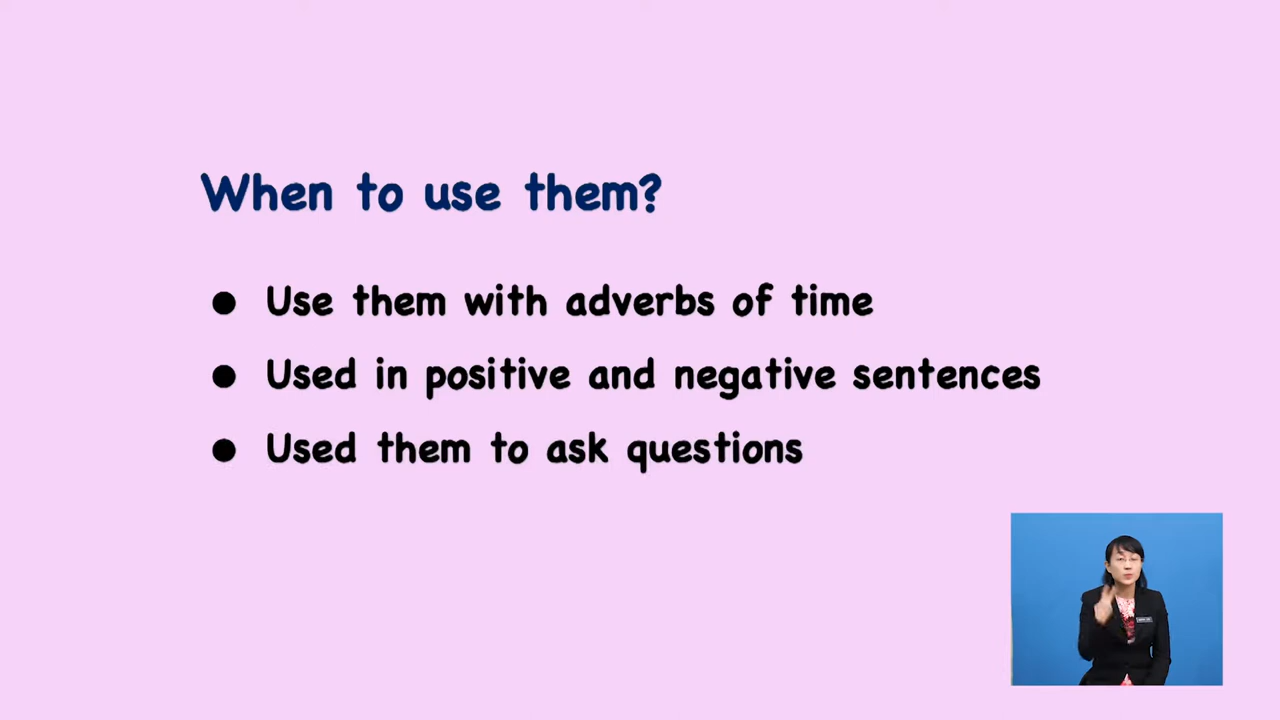 When to use them?
● Use them with adverbs of time
● Used in positive and negative sentences
● Used them to ask questions